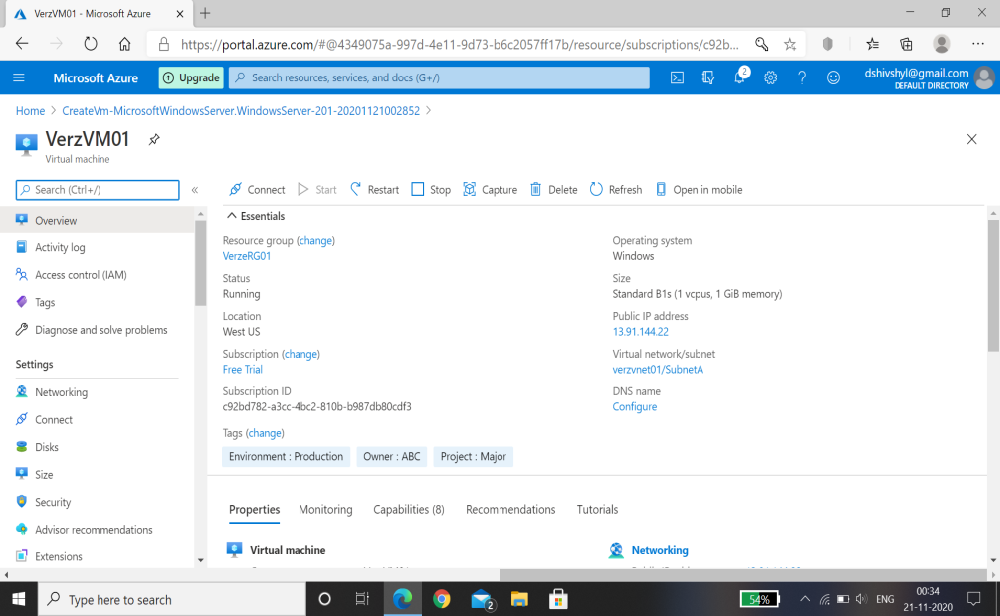 VerzVM01 - Microsoft Azure
https://portal.azure.com/#@4349075a-997d-4e11-9d73-b6c2057ff17b/resource/subscriptions/c92b...
Microsoft Azure
Upgrade
Search resources, services, and docs (G+/)
2
dshivshyl@gmail.com
DEFAULT DIRECTORY
Home > CreateVm-MicrosoftWindowsServer.WindowsServer-201-20201121002852 >
VerzVM01
Virtual machine
Search (Ctrl+/)
«
Connect Start Restart Stop Capture Delete Refresh Open in mobile
Overview
Activity log
Access control (IAM)
Tags
Diagnose and solve problems
Settings
Networking
Connect
Disks
Size
Security
Advisor recommendations
Extensions
Essentials
Resource group (change)
VerzeRG01
Status
Running
Location
West US
Subscription (change)
Free Trial
Subscription ID
c92bd782-a3cc-4bc2-810b-b987db80cdf3
Operating system
Windows
Size
Standard B1s (1 vcpus, 1 GiB memory)
Public IP address
13.91.144.22
Virtual network/subnet
verzvnet01/SubnetA
DNS name
Configure
Tags (change)
Environment : Production Owner : ABC Project : Major
Properties Monitoring Capabilities (8) Recommendations Tutorials
Virtual machine
Networking
Type here to search
2
54%
ENG
00:34
21-11-2020